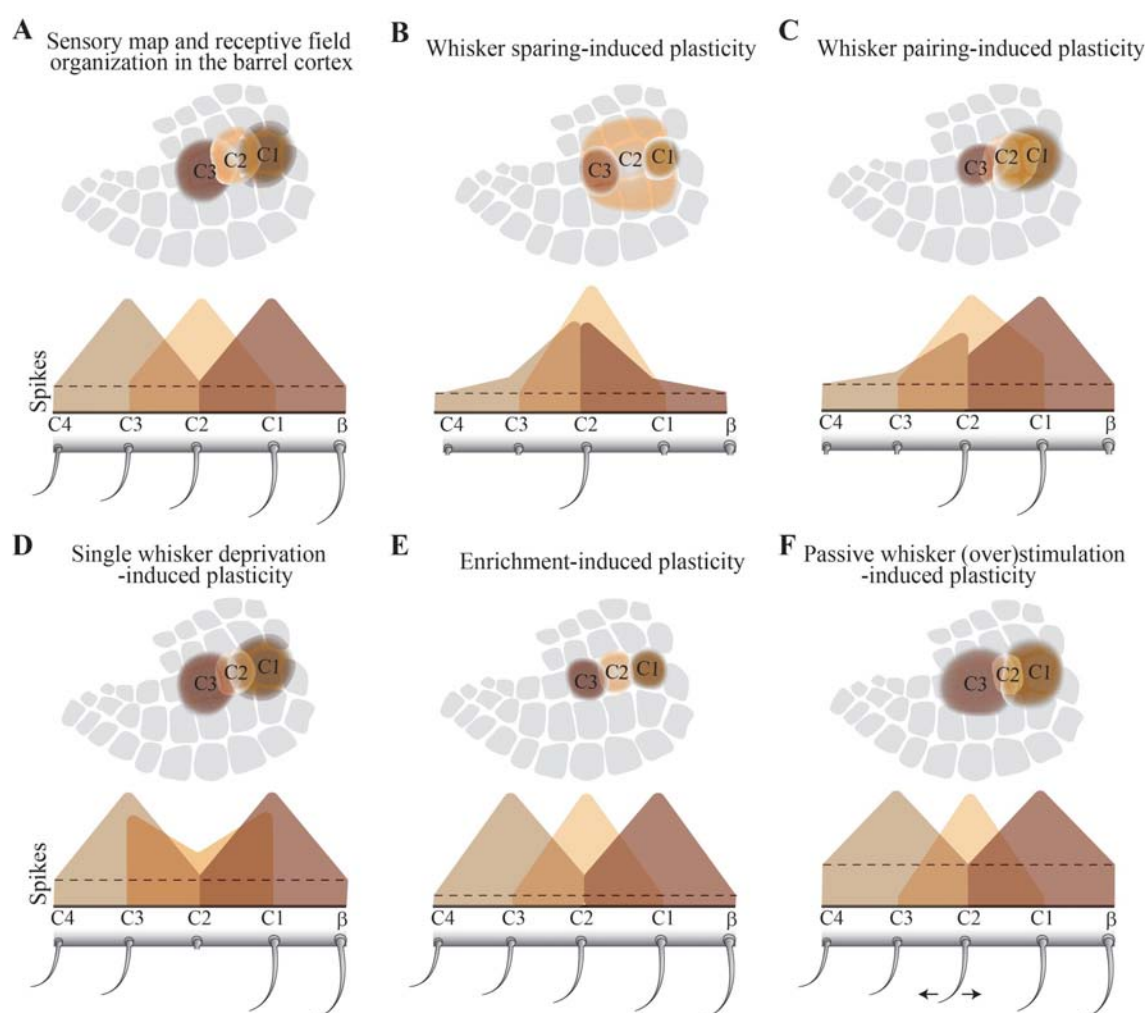 A
Sensory map and receptive field
organization in the barrel cortex
C3 C2 C1
Spikes
C4 C3 C2 C1 β
B
Whisker sparing-induced plasticity
C3 C2 C1
C4 C3 C2 C1 β
C
Whisker pairing-induced plasticity
C3 C2 C1
C4 C3 C2 C1 β
D
Single whisker deprivation
-induced plasticity
C3 C2 C1
Spikes
C4 C3 C2 C1 β
E
Enrichment-induced plasticity
C3 C2 C1
C4 C3 C2 C1 β
F
Passive whisker (over)stimulation
-induced plasticity
C3 C2 C1
C4 C3 C2 C1 β